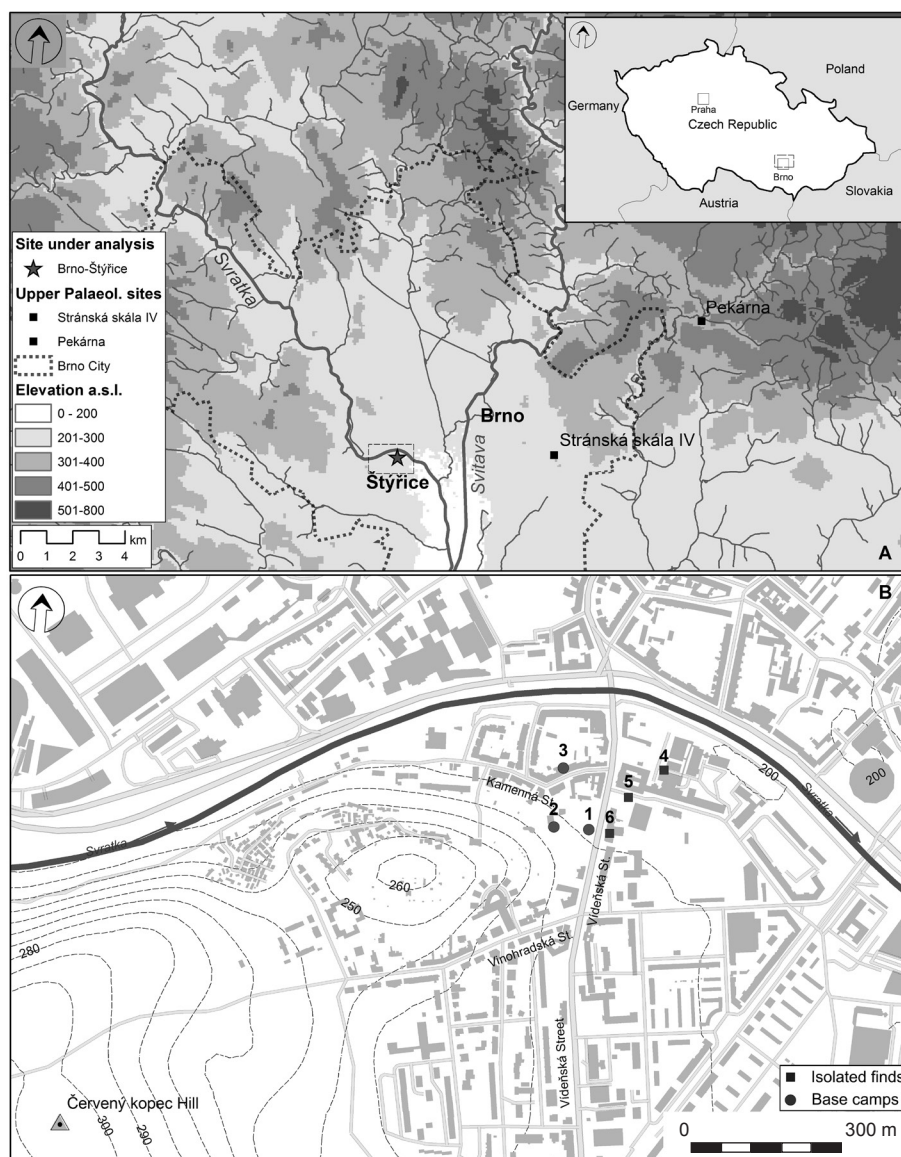 Poland
Germany
Praha
Czech Republic
Brno
Slovakia
Austria
Site under analysis
Brno-Štýřice
Upper Palaeol. sites
Stránská skála IV
Pekárna
Brno City
Elevation a.s.l.
0 - 200
201-300
301-400
401-500
501-800
km
0 1 2 3 4
Svratka
Pekárna
Brno
Stránská skála IV
Svitava
Štýřice
A
B
3
4
200
200
Kamenná St.
5
2
1
6
Svratka
Svratka
260
250
Vídeňská St.
Vinohradská St.
280
Vídeňská Street
Červený kopec Hill
300
290
Isolated finds
Base camps
0 300 m